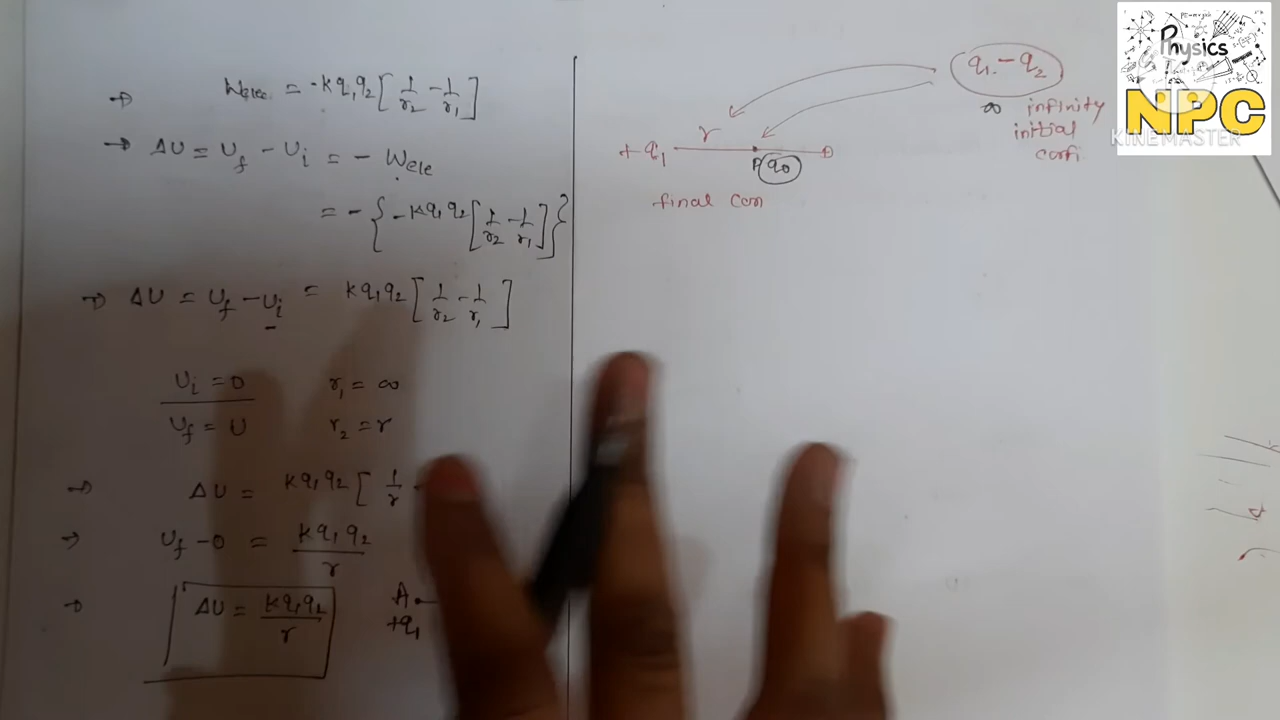 → Wele = -kq₁q₂ [ 1/r₂ - 1/r₁ ]
→ ΔU = Uf - Ui = - Wele
= - { -kq₁q₂ [ 1/r₂ - 1/r₁ ] }
→ ΔU = Uf - Ui = kq₁q₂ [ 1/r₂ - 1/r₁ ]
Ui = 0 r₁ = ∞
Uf = U r₂ = r
→ ΔU = kq₁q₂ [ 1/r
→ Uf - 0 = kq₁q₂/r
→ ΔU = kq₁q₂/r A
+q₁
q₁ - q₂
∞ infinity
initial
confi
r
+q₁ P q₀
final con
Physics
NPC
KINEMASTER